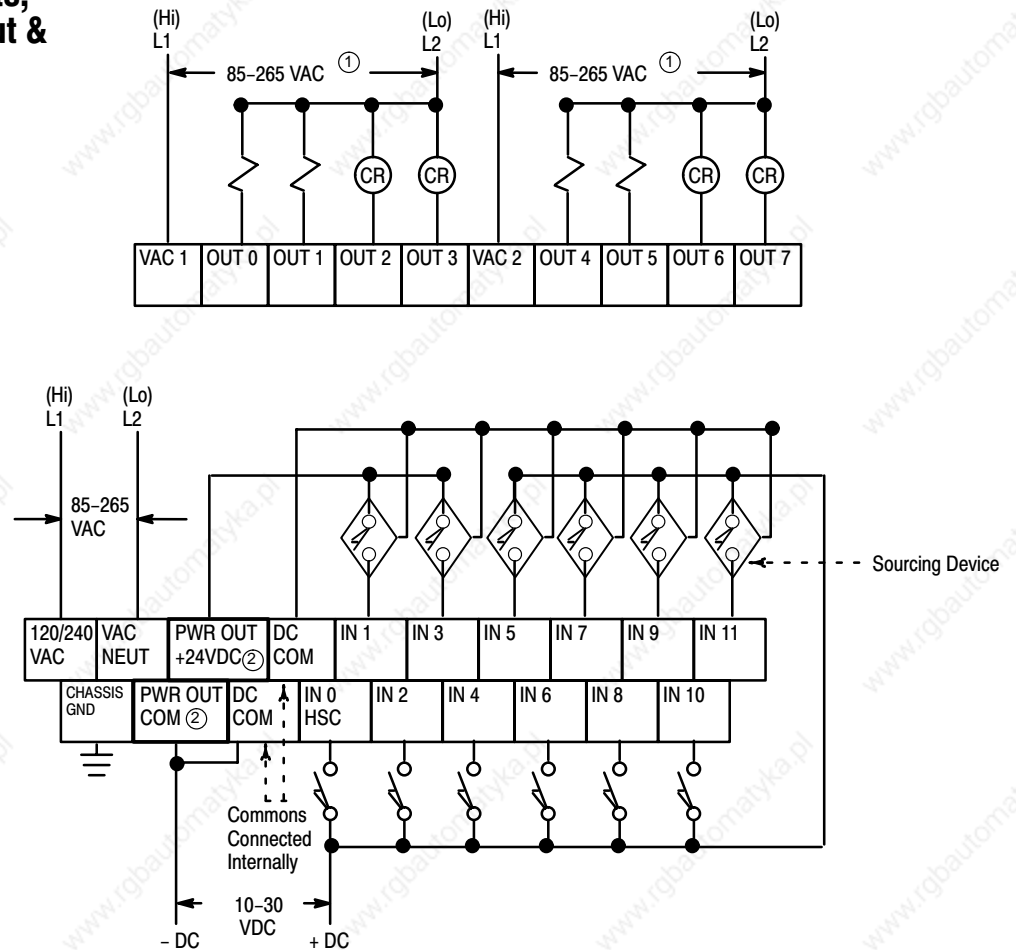 ut &
(Hi)
L1
(Lo)
L2
(Hi)
L1
(Lo)
L2
85–265 VAC ①
85–265 VAC ①
CR
CR
CR
CR
VAC 1
OUT 0
OUT 1
OUT 2
OUT 3
VAC 2
OUT 4
OUT 5
OUT 6
OUT 7
(Hi)
L1
(Lo)
L2
85–265
VAC
Sourcing Device
120/240
VAC
VAC
NEUT
PWR OUT
+24VDC②
DC
COM
IN 1
IN 3
IN 5
IN 7
IN 9
IN 11
CHASSIS
GND
PWR OUT
COM ②
DC
COM
IN 0
HSC
IN 2
IN 4
IN 6
IN 8
IN 10
Commons
Connected
Internally
10–30
VDC
– DC
+ DC
www.rgbautomatyka.pl